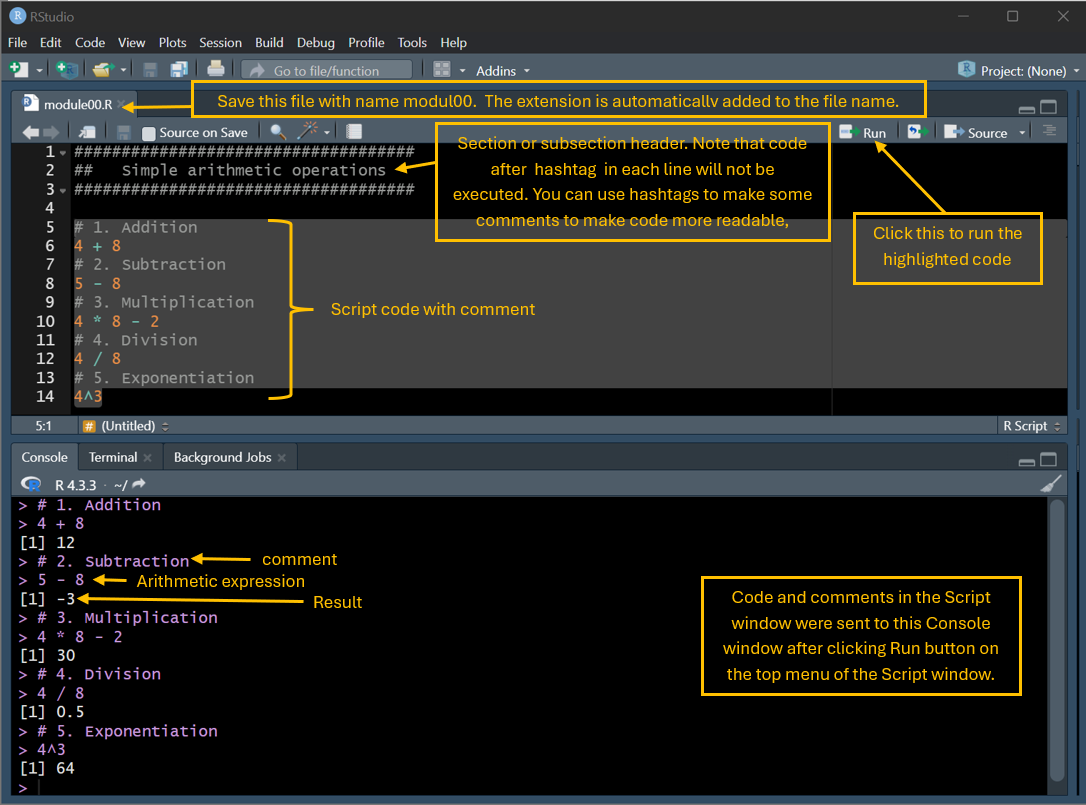 RStudio
File Edit Code View Plots Session Build Debug Profile Tools Help
Go to file/function Addins Project: (None)
module00.R
Save this file with name modul00. The extension is automatically added to the file name.
Source on Save Run Source
Section or subsection header. Note that code
after hashtag in each line will not be
executed. You can use hashtags to make some
comments to make code more readable,
Click this to run the
highlighted code
1 ####################################
2 ## Simple arithmetic operations
3 ####################################
4
5 # 1. Addition
6 4 + 8
7 # 2. Subtraction
8 5 - 8
9 # 3. Multiplication
10 4 * 8 - 2
11 # 4. Division
12 4 / 8
13 # 5. Exponentiation
14 4^3
Script code with comment
5:1 # (Untitled) R Script
Console Terminal Background Jobs
R 4.3.3 · ~/
> # 1. Addition
> 4 + 8
[1] 12
> # 2. Subtraction
comment
> 5 - 8
Arithmetic expression
[1] -3
Result
> # 3. Multiplication
> 4 * 8 - 2
[1] 30
> # 4. Division
> 4 / 8
[1] 0.5
> # 5. Exponentiation
> 4^3
[1] 64
>
Code and comments in the Script
window were sent to this Console
window after clicking Run button on
the top menu of the Script window.